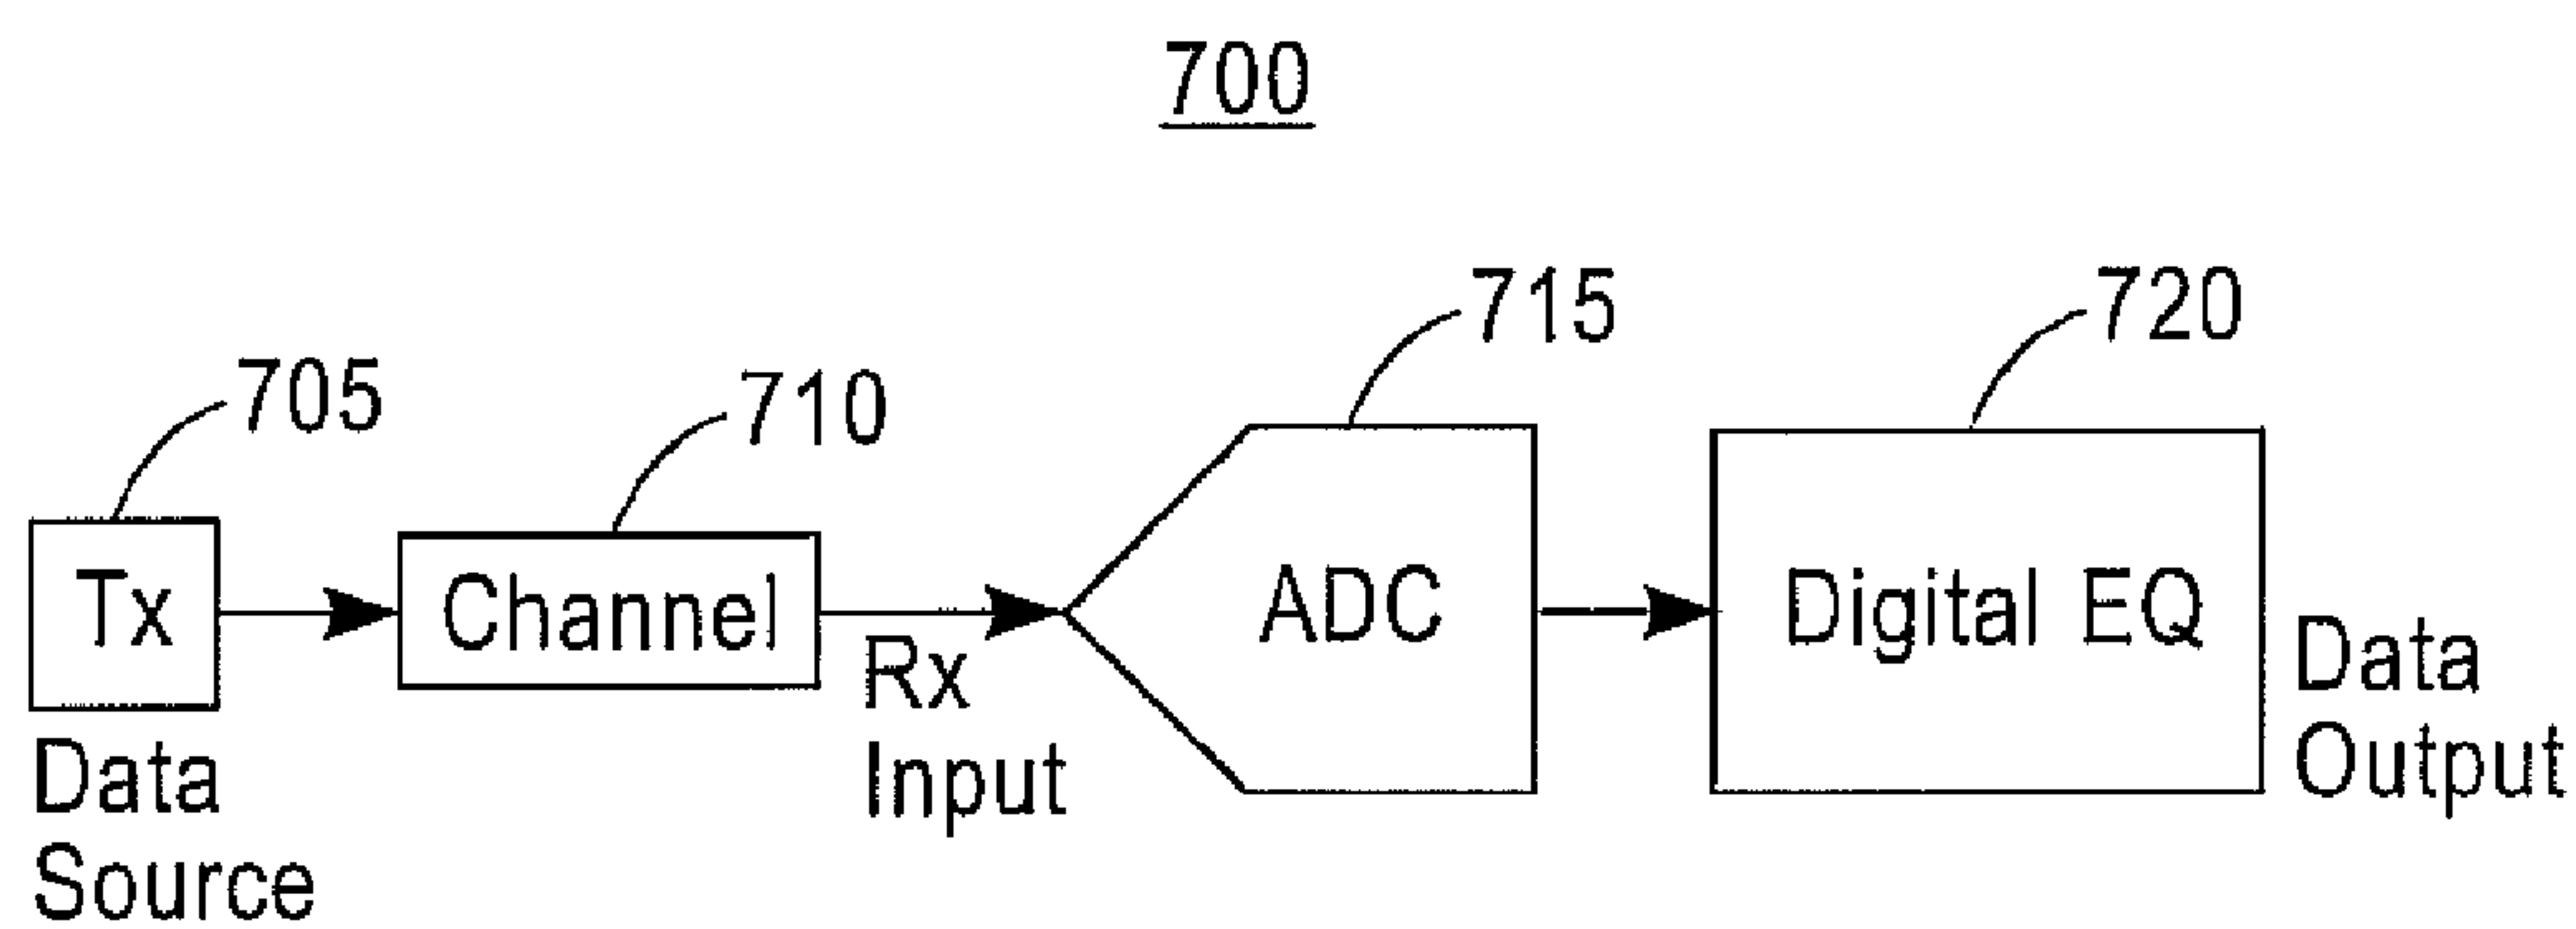 700
715
720
705
710
Tx
Channel
ADC
Digital EQ
Rx
Input
Data
Output
Data
Source